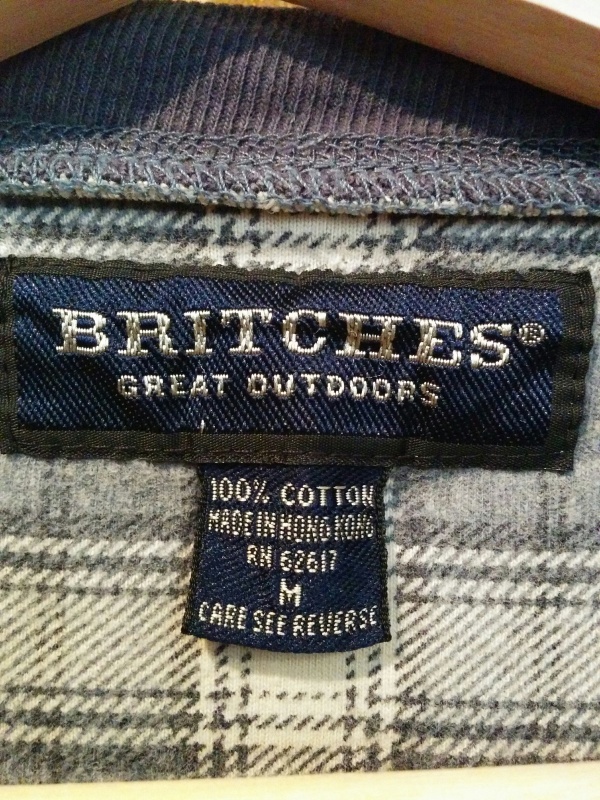 BRITCHES®
GREAT OUTDOORS
100% COTTON
MADE IN HONG KONG
RN 62617
M
CARE SEE REVERSE